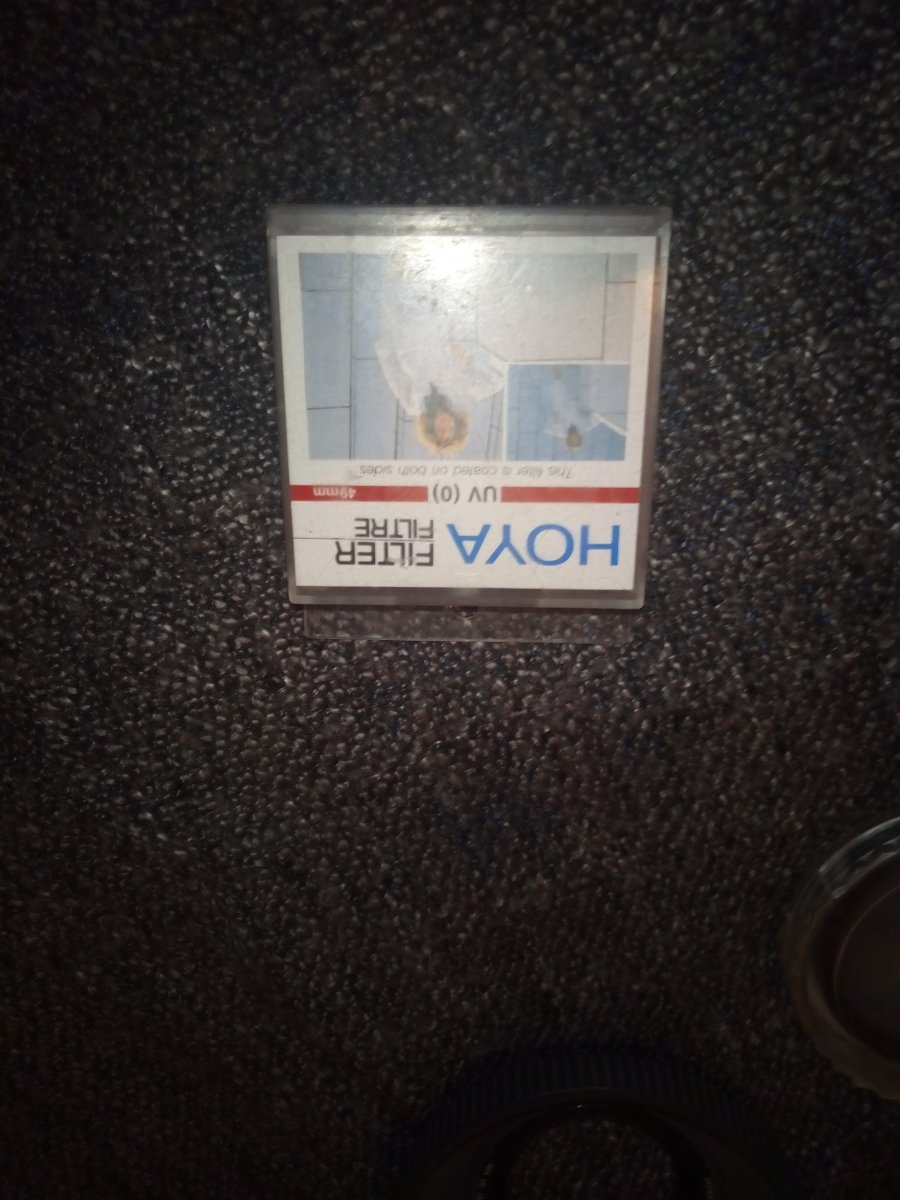 HOYA FILTER
FILTRE
UV (0) 49mm
This filter is coated on both sides